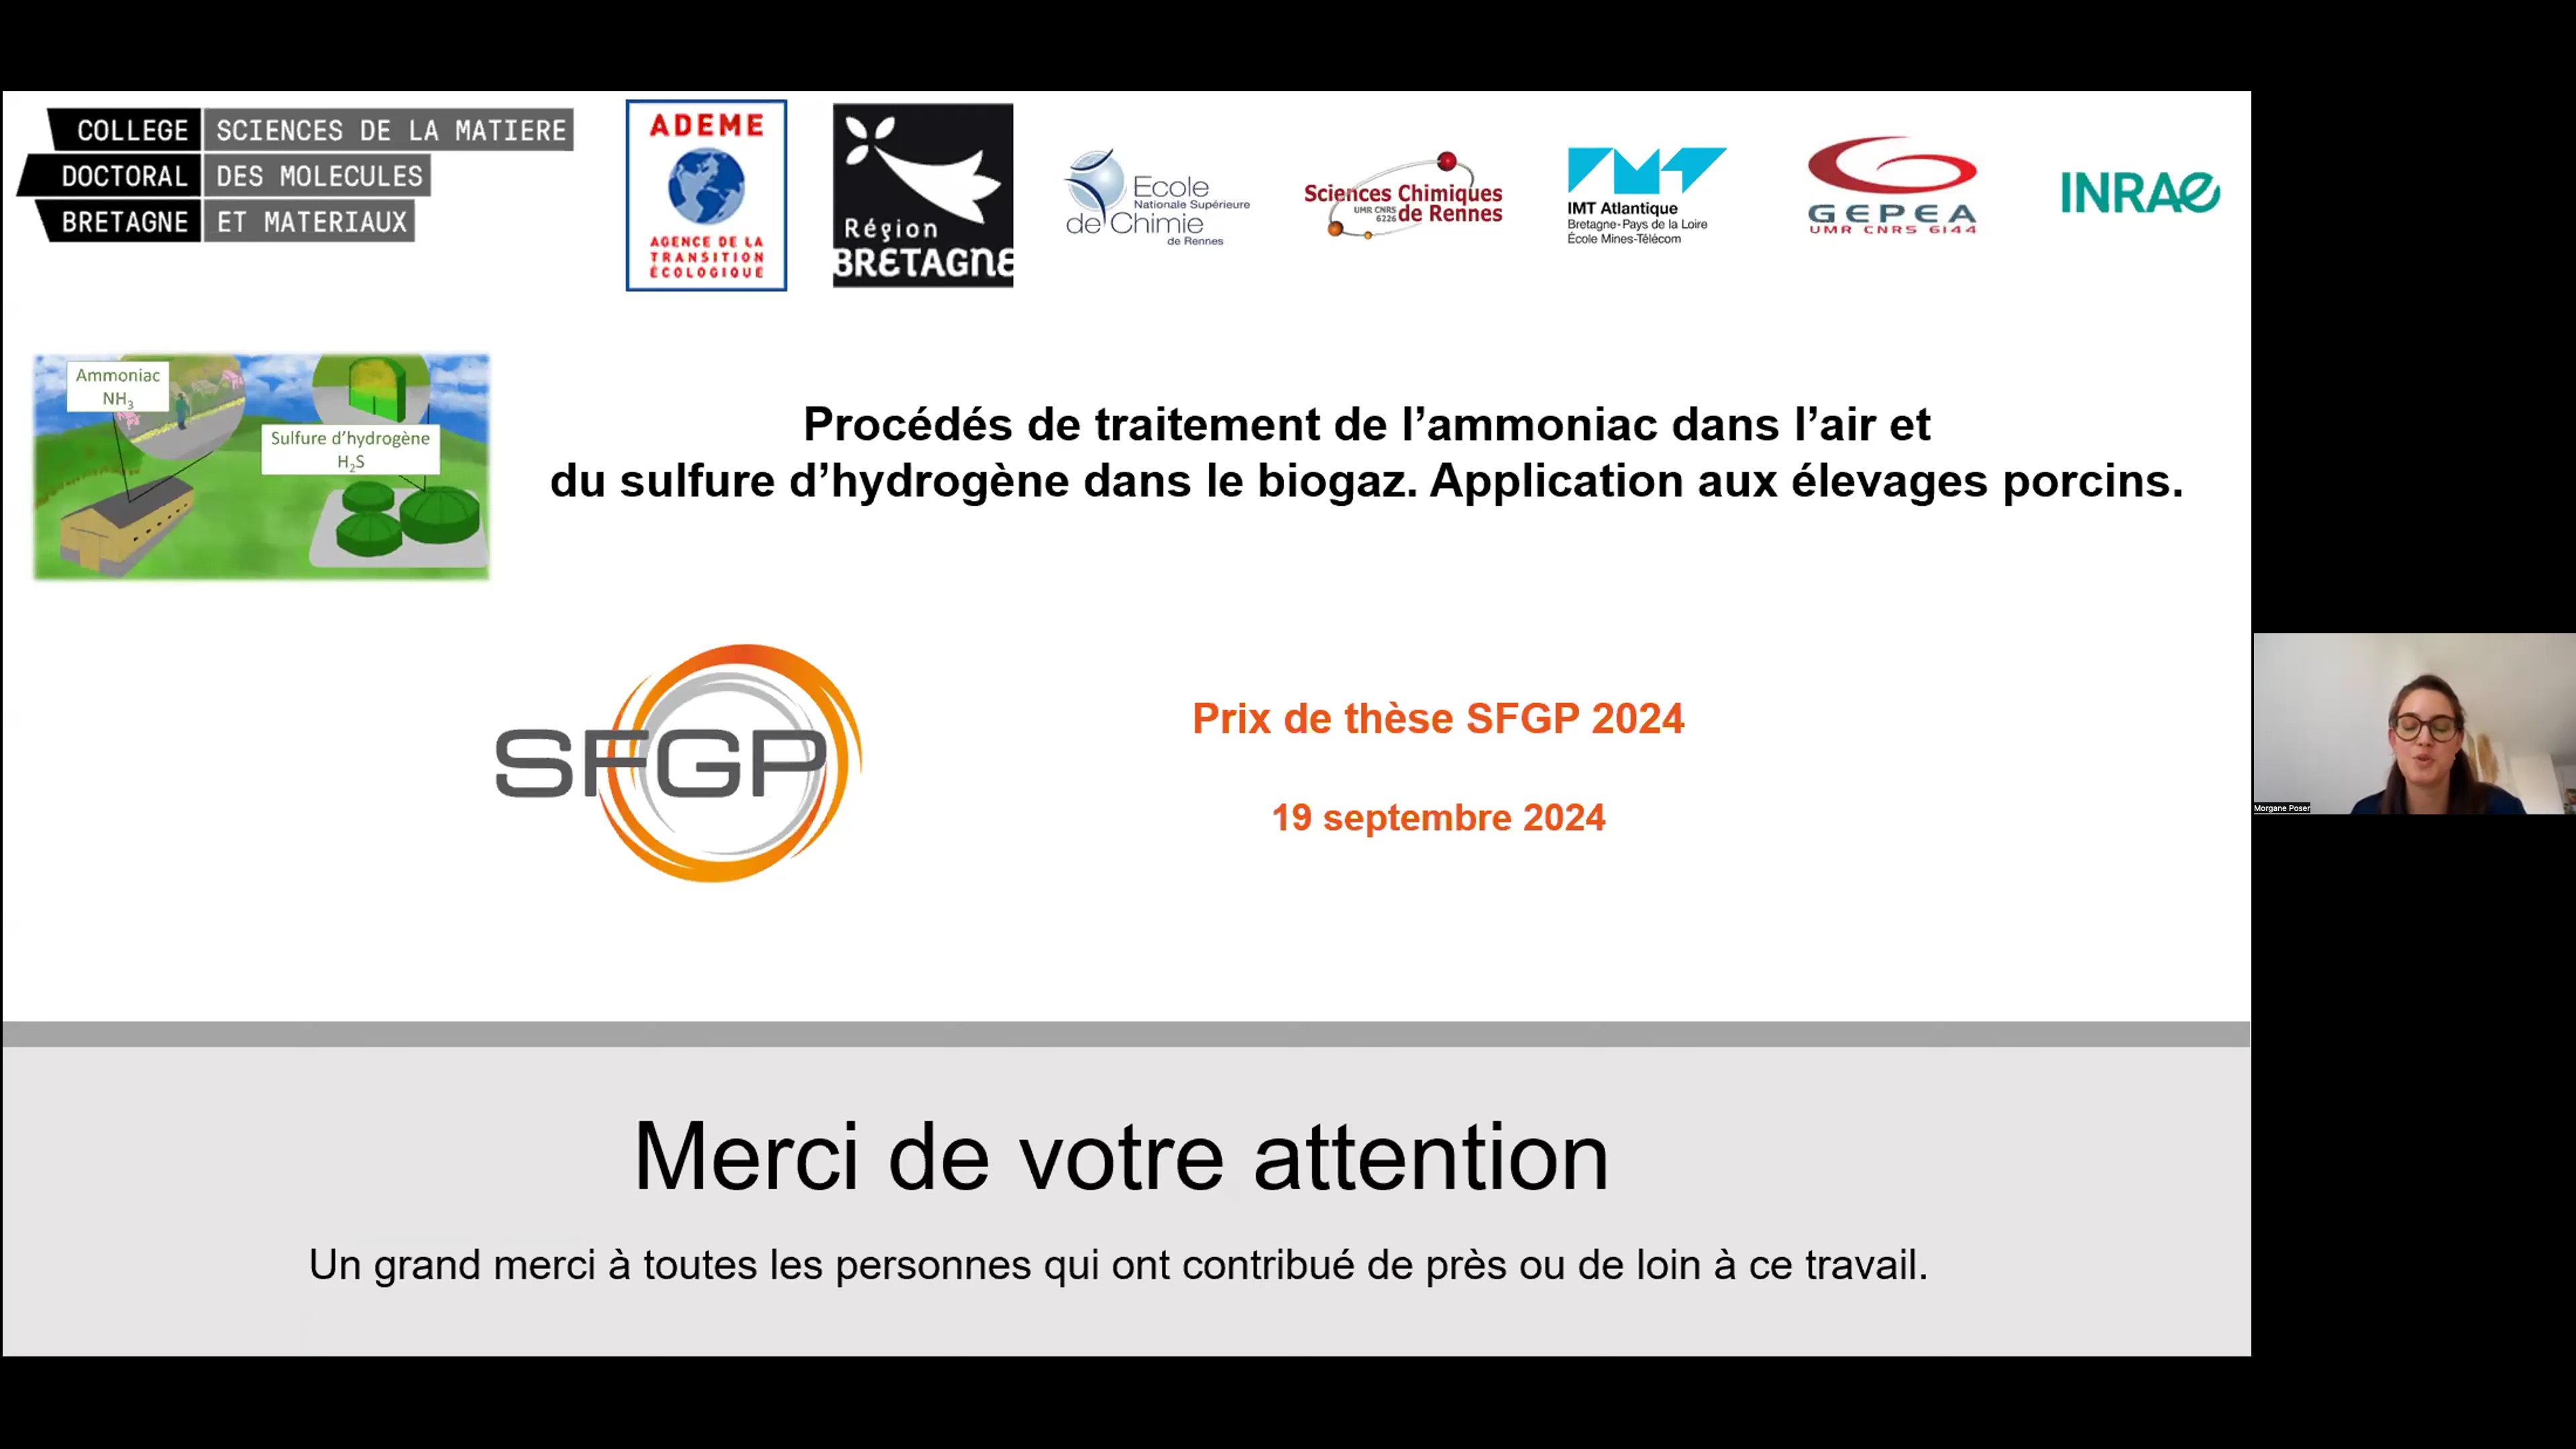 COLLEGE SCIENCES DE LA MATIERE
DOCTORAL DES MOLECULES
BRETAGNE ET MATERIAUX
ADEME
AGENCE DE LA
TRANSITION
ÉCOLOGIQUE
Région
BRETAGNE
Ecole
Nationale Supérieure
de Chimie
de Rennes
Sciences Chimiques
UMR CNRS
6226
de Rennes
IMT Atlantique
Bretagne-Pays de la Loire
École Mines-Télécom
GEPEA
UMR CNRS 6144
INRAE
Ammoniac
NH3
Sulfure d’hydrogène
H2S
Procédés de traitement de l’ammoniac dans l’air et
du sulfure d’hydrogène dans le biogaz. Application aux élevages porcins.
SFGP
Prix de thèse SFGP 2024
19 septembre 2024
Morgane Poser
Merci de votre attention
Un grand merci à toutes les personnes qui ont contribué de près ou de loin à ce travail.